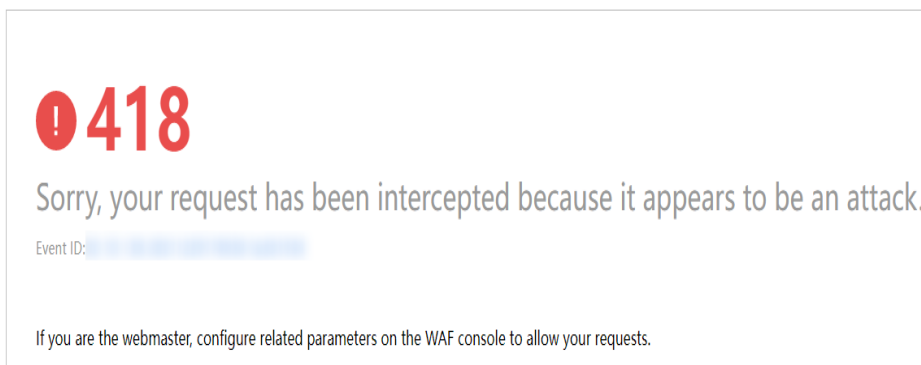 418
Sorry, your request has been intercepted because it appears to be an attack.
Event ID:
If you are the webmaster, configure related parameters on the WAF console to allow your requests.